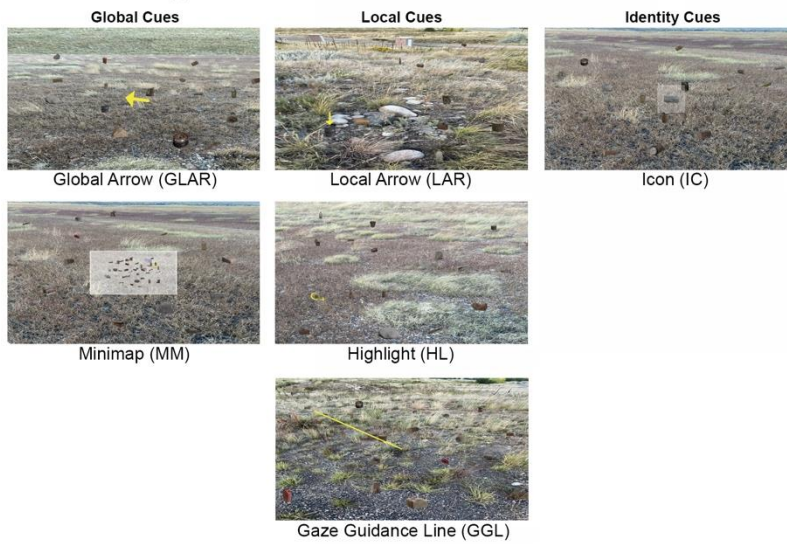 Global Cues
Local Cues
Identity Cues
Global Arrow (GLAR)
Local Arrow (LAR)
Icon (IC)
Minimap (MM)
Highlight (HL)
Gaze Guidance Line (GGL)